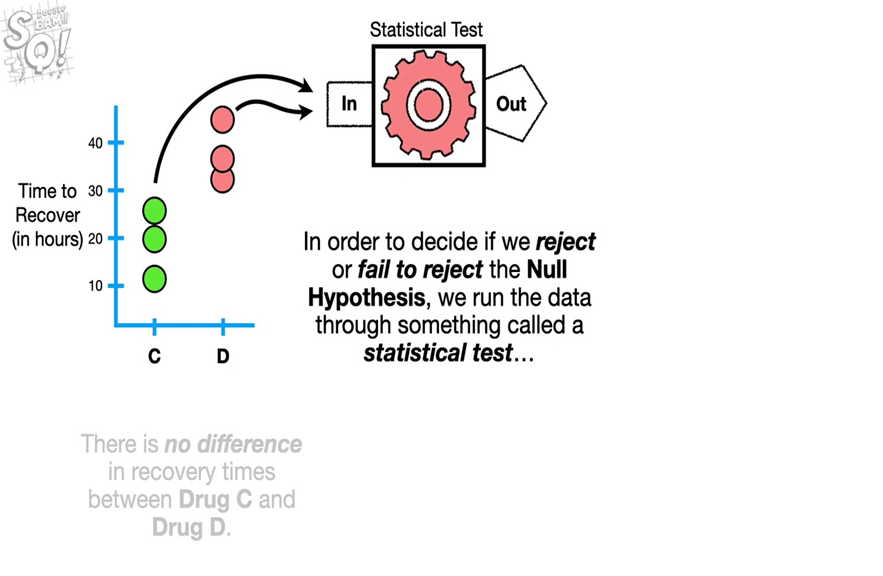 SQ!
DOUBLE
BAM!!!
Statistical Test
In
Out
40
30
20
10
Time to
Recover
(in hours)
C
D
In order to decide if we reject
or fail to reject the Null
Hypothesis, we run the data
through something called a
statistical test...
There is no difference
in recovery times
between Drug C and
Drug D.